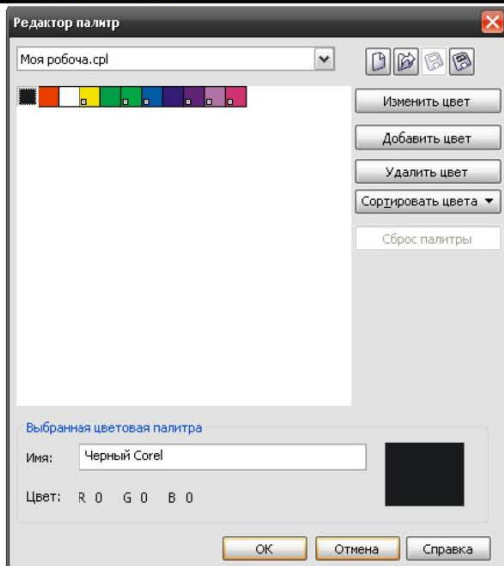 Редактор палитр
Моя робоча.cpl
Изменить цвет
Добавить цвет
Удалить цвет
Сортировать цвета
Сброс палитры
Выбранная цветовая палитра
Имя: Черный Corel
Цвет: R 0 G 0 B 0
ОК Отмена Справка